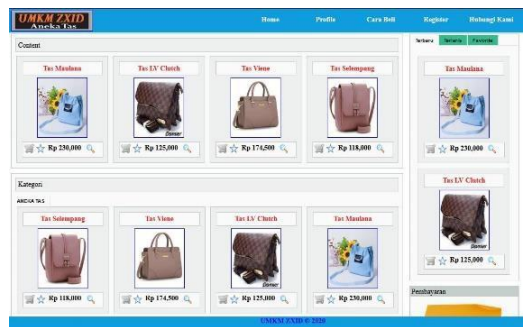 UMKM ZXID
Aneka Tas
Home Profile Cara Beli Register Hubungi Kami
Content
Tas Maulana Tas LV Clutch Tas Viene Tas Selempang
Rp 230,000 Rp 125,000 Rp 174,500 Rp 118,000
Kategori
ANEKA TAS
Tas Selempang Tas Viene Tas LV Clutch Tas Maulana
Rp 118,000 Rp 174,500 Rp 125,000 Rp 230,000
Terbaru Terlaris Favorite
Tas Maulana
Rp 230,000
Tas LV Clutch
Rp 125,000
Pembayaran
UMKM ZXID © 2020